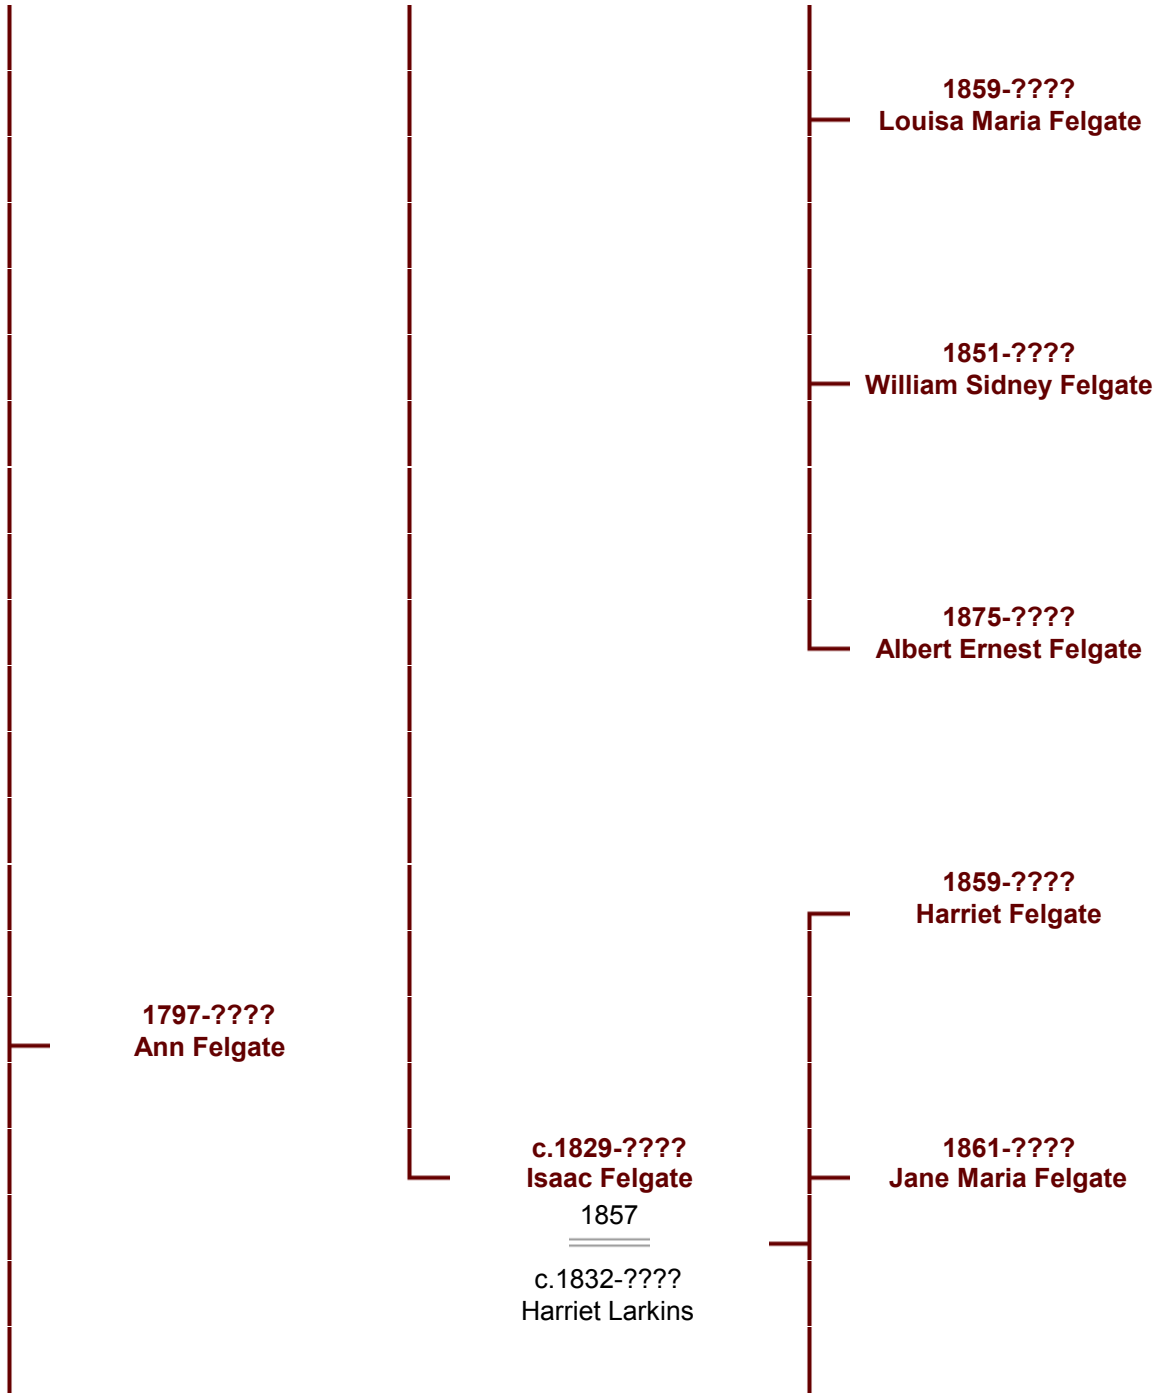 1859-????
Louisa Maria Felgate
1851-????
William Sidney Felgate
1875-????
Albert Ernest Felgate
1859-????
Harriet Felgate
1797-????
Ann Felgate
c.1829-????
Isaac Felgate
1857
c.1832-????
Harriet Larkins
1861-????
Jane Maria Felgate